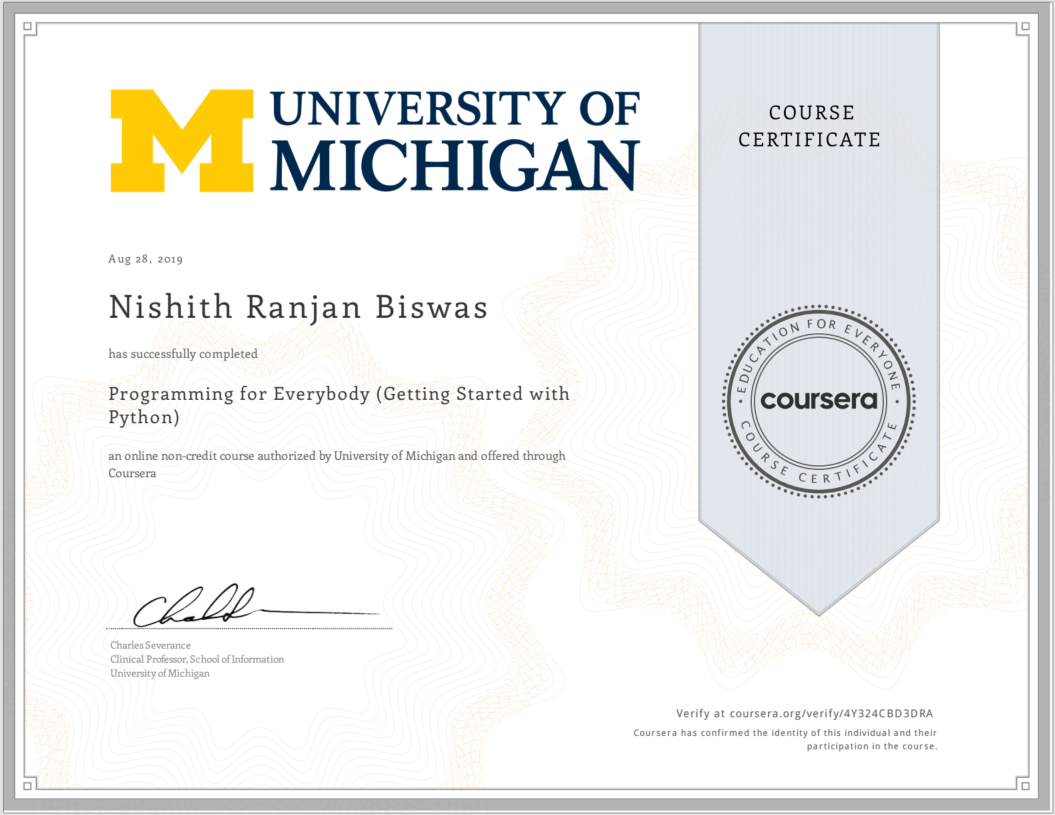 UNIVERSITY OF
MICHIGAN
COURSE
CERTIFICATE
Aug 28, 2019
Nishith Ranjan Biswas
has successfully completed
Programming for Everybody (Getting Started with
Python)
an online non-credit course authorized by University of Michigan and offered through
Coursera
EDUCATION FOR EVERYONE
coursera
COURSE CERTIFICATE
Charles Severance
Clinical Professor, School of Information
University of Michigan
Verify at coursera.org/verify/4Y324CBD3DRA
Coursera has confirmed the identity of this individual and their
participation in the course.